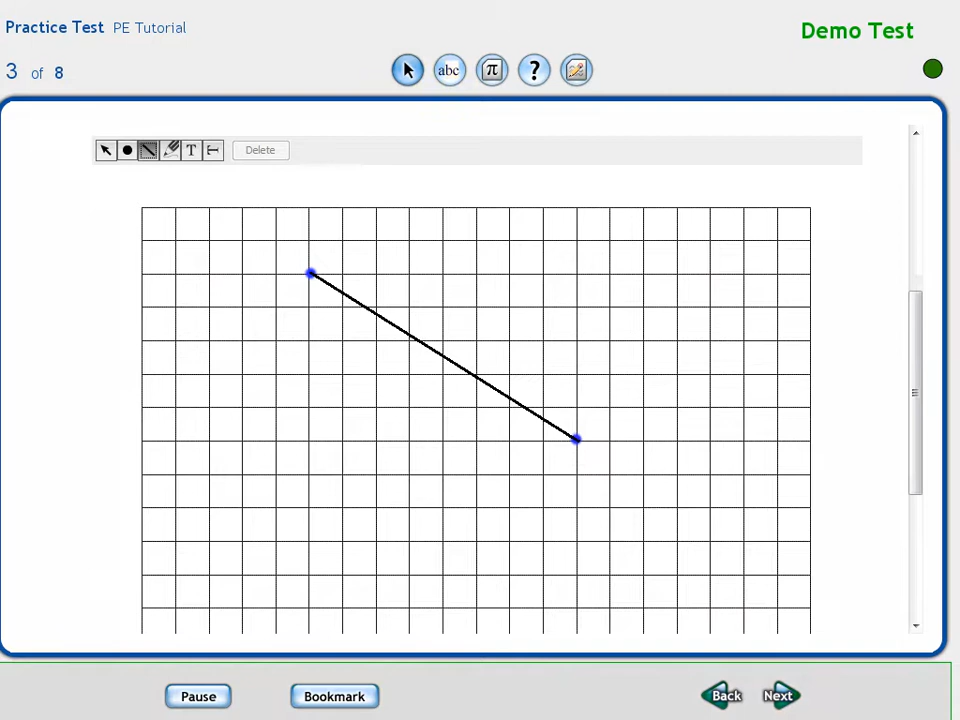 Practice Test PE Tutorial
Demo Test
3 of 8
abc π ?
T Delete
Pause
Bookmark
Back
Next